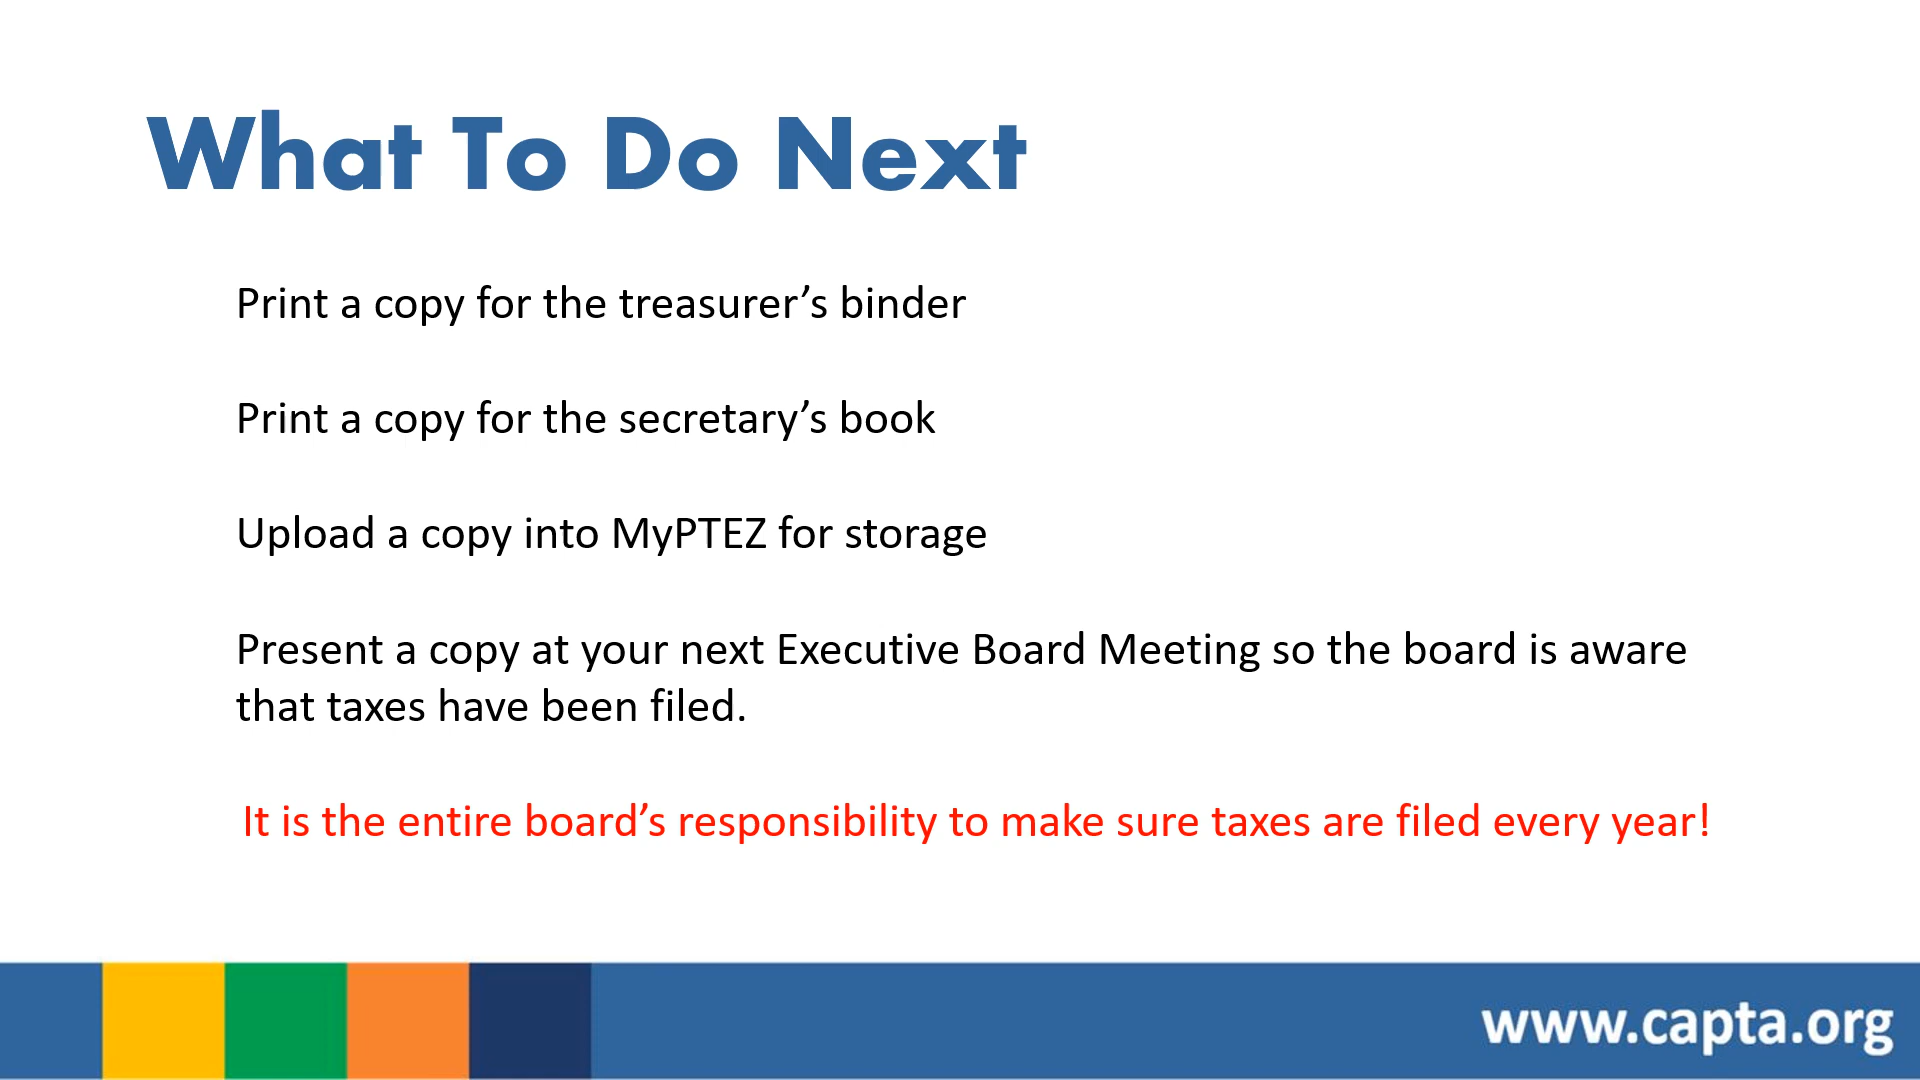 What To Do Next
Print a copy for the treasurer’s binder
Print a copy for the secretary’s book
Upload a copy into MyPTEZ for storage
Present a copy at your next Executive Board Meeting so the board is aware
that taxes have been filed.
It is the entire board’s responsibility to make sure taxes are filed every year!
www.capta.org